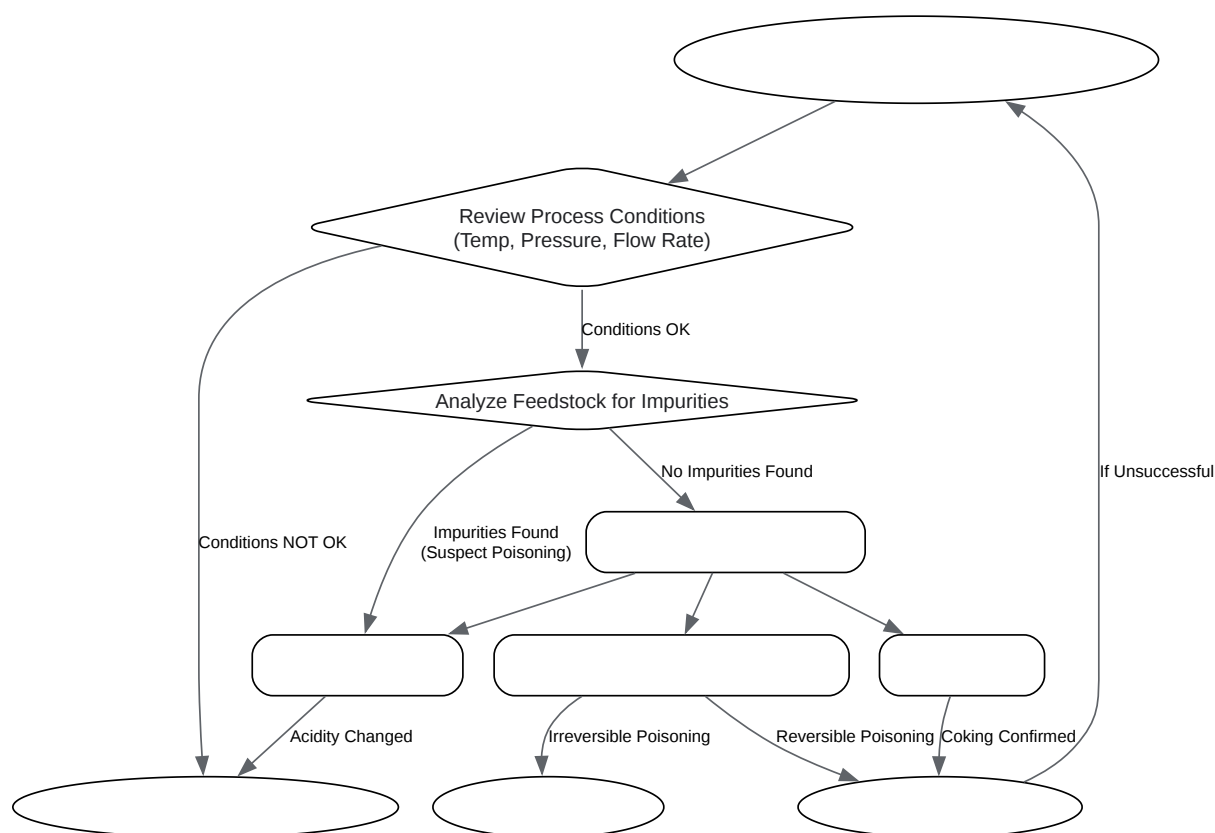 Review Process Conditions
(Temp, Pressure, Flow Rate)
Conditions OK
Analyze Feedstock for Impurities
No Impurities Found
If Unsuccessful
Conditions NOT OK
Impurities Found
(Suspect Poisoning)
Acidity Changed
Irreversible Poisoning
Reversible Poisoning
Coking Confirmed